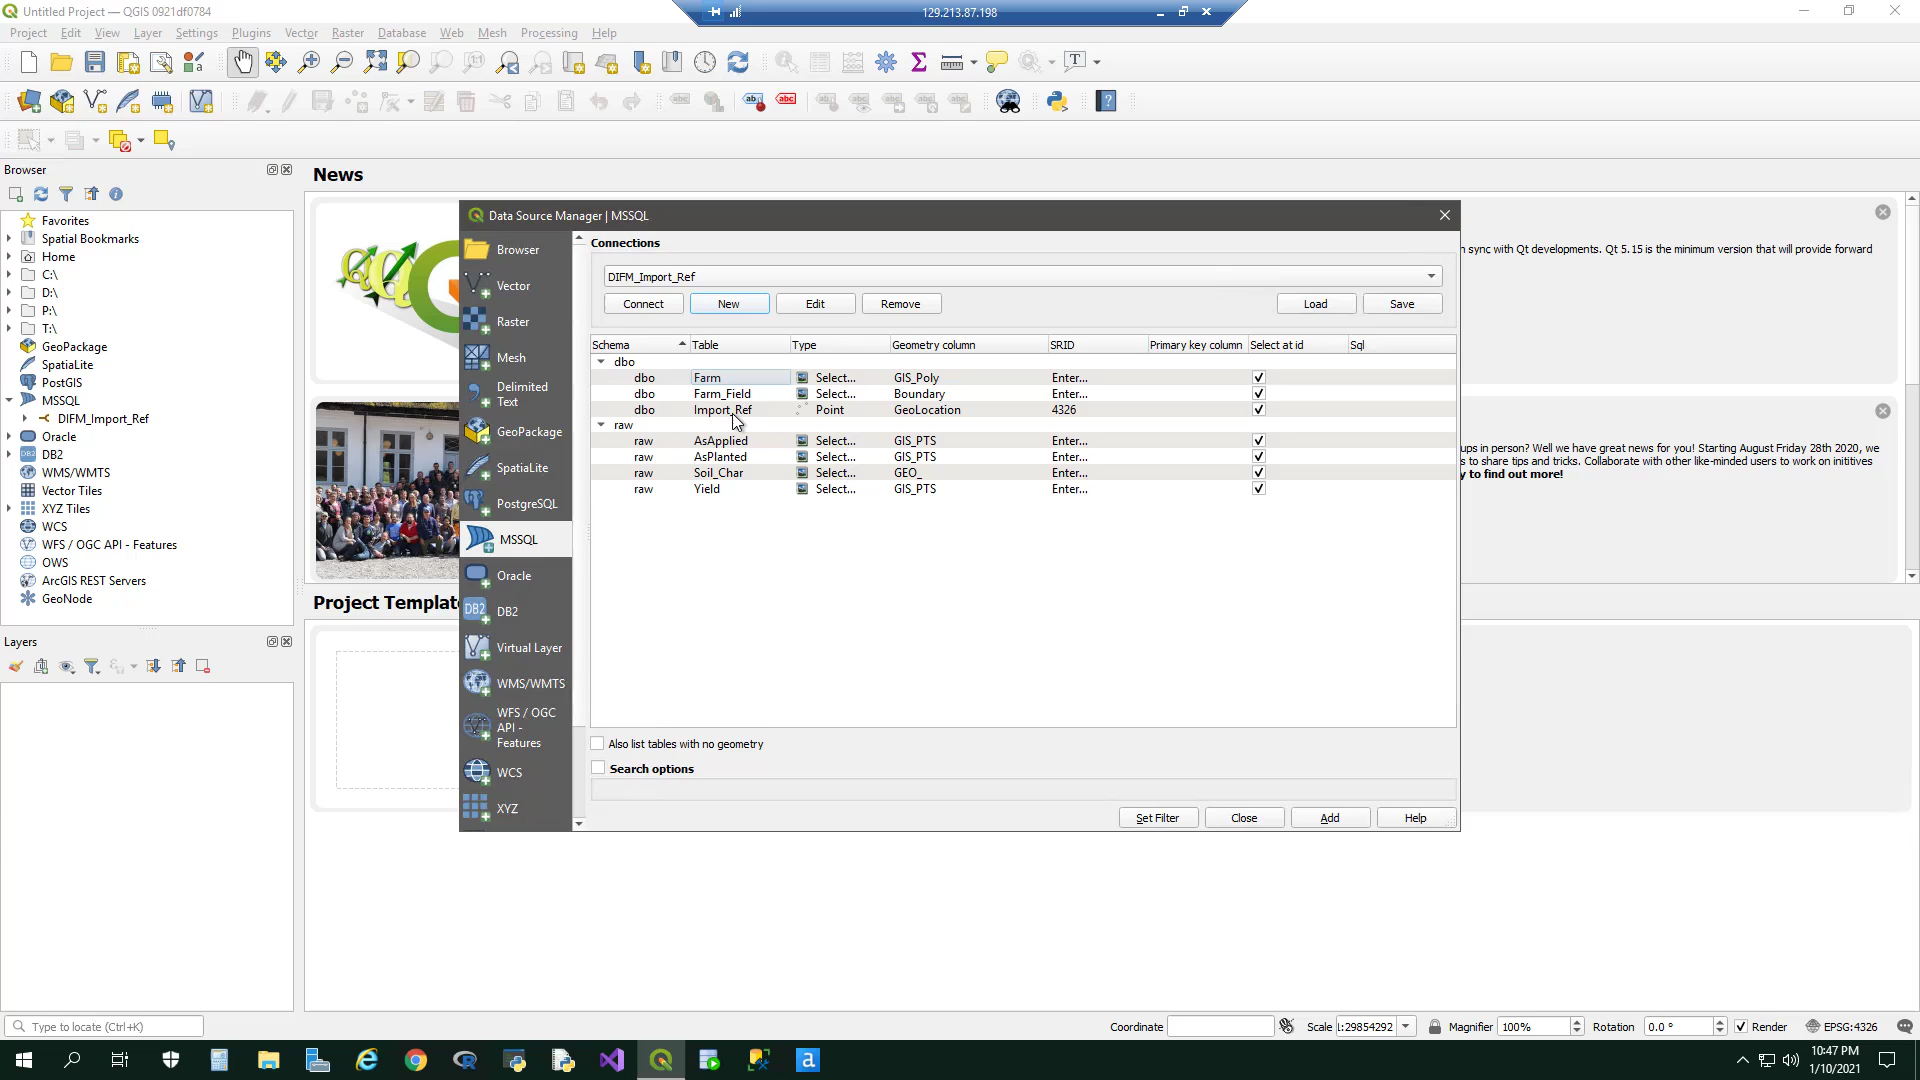 Untitled Project — QGIS 0921df0784
129.213.87.198
Project Edit View Layer Settings Plugins Vector Raster Database Web Mesh Processing Help
Browser
Favorites
Spatial Bookmarks
Home
C:\
D:\
P:\
T:\
GeoPackage
SpatiaLite
PostGIS
MSSQL
DIFM_Import_Ref
Oracle
DB2
WMS/WMTS
Vector Tiles
XYZ Tiles
WCS
WFS / OGC API - Features
OWS
ArcGIS REST Servers
GeoNode
Layers
News
n sync with Qt developments. Qt 5.15 is the minimum version that will provide forward
ups in person? Well we have great news for you! Starting August Friday 28th 2020, we
s to share tips and tricks. Collaborate with other like-minded users to work on initiives
y to find out more!
Project Template
Data Source Manager | MSSQL
Browser
Vector
Raster
Mesh
Delimited
Text
GeoPackage
SpatiaLite
PostgreSQL
MSSQL
Oracle
DB2
Virtual Layer
WMS/WMTS
WFS / OGC
API -
Features
WCS
XYZ
Connections
DIFM_Import_Ref
Connect New Edit Remove Load Save
Schema Table Type Geometry column SRID Primary key column Select at id Sql
dbo
dbo Farm Select... GIS_Poly Enter...
dbo Farm_Field Select... Boundary Enter...
dbo Import_Ref Point GeoLocation 4326
raw
raw AsApplied Select... GIS_PTS Enter...
raw AsPlanted Select... GIS_PTS Enter...
raw Soil_Char Select... GEO_ Enter...
raw Yield Select... GIS_PTS Enter...
Also list tables with no geometry
Search options
Set Filter Close Add Help
Type to locate (Ctrl+K)
Coordinate Scale L:29854292 Magnifier 100% Rotation 0.0 ° Render EPSG:4326
10:47 PM
1/10/2021